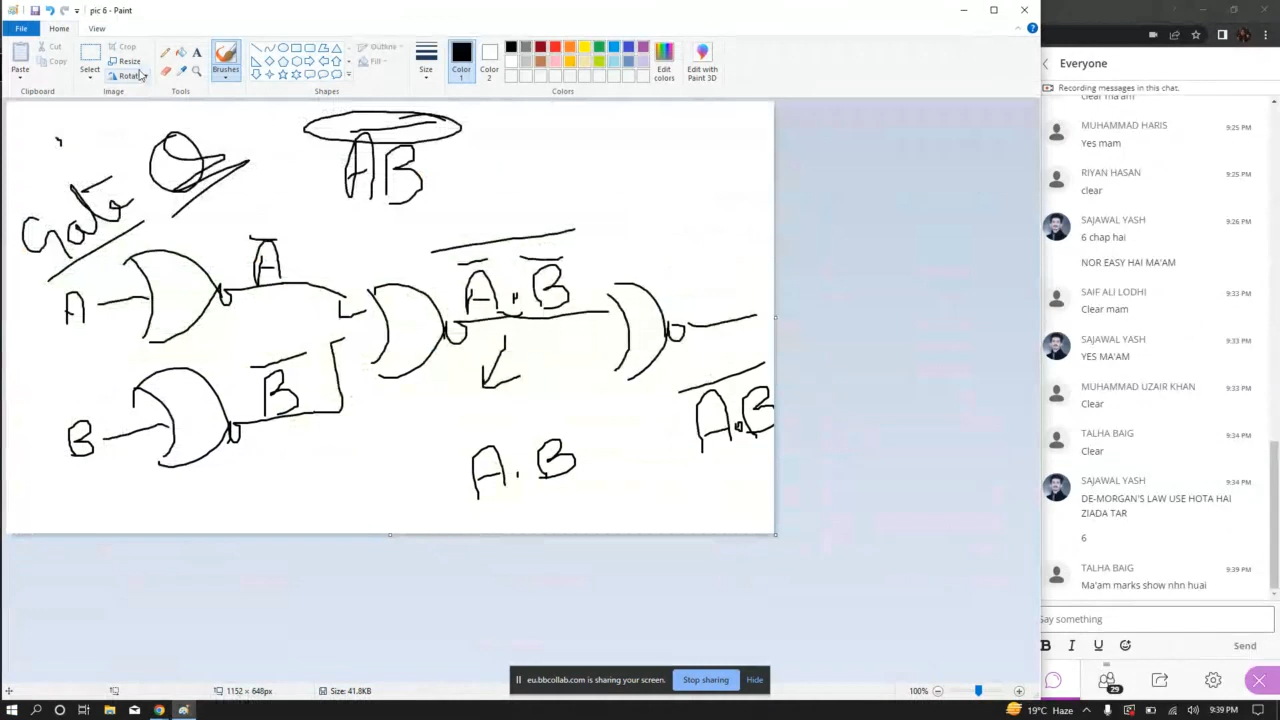 pic 6 - Paint
File
Home
View
Paste
Cut
Copy
Clipboard
Select
Crop
Resize
Rotate
Image
Tools
Brushes
Shapes
Outline
Fill
Size
Color 1
Color 2
Edit colors
Edit with Paint 3D
Colors
Gate
A B
A
A̅
A̅ . B̅
B
B̅
A . B
A . B
eu.bbcollab.com is sharing your screen.
Stop sharing
Hide
1152 × 648px
Size: 41.8KB
100%
Everyone
Recording messages in this chat.
clear ma'am
MUHAMMAD HARIS 9:25 PM
Yes mam
RIYAN HASAN 9:25 PM
clear
SAJAWAL YASH 9:26 PM
6 chap hai
NOR EASY HAI MA'AM
SAIF ALI LODHI 9:33 PM
Clear mam
SAJAWAL YASH 9:33 PM
YES MA'AM
MUHAMMAD UZAIR KHAN 9:33 PM
Clear
TALHA BAIG 9:34 PM
Clear
SAJAWAL YASH 9:34 PM
DE-MORGAN'S LAW USE HOTA HAI
ZIADA TAR
6
TALHA BAIG 9:39 PM
Ma'am marks show nhn huai
Say something
B I U
Send
29
19°C Haze
9:39 PM